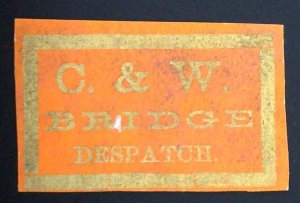 C. & W.
BRIDGE
DESPATCH.